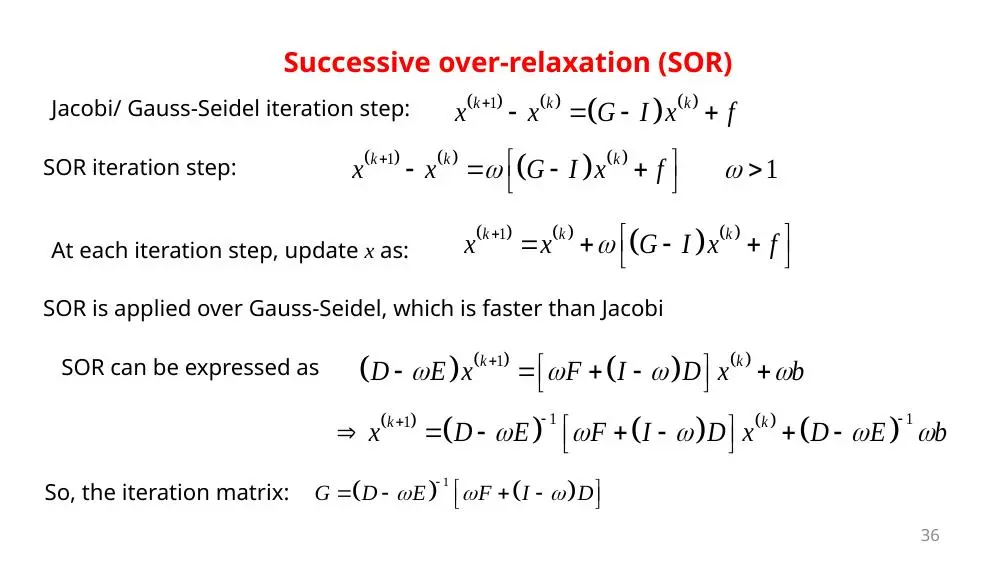 Successive over-relaxation (SOR)
Jacobi/ Gauss-Seidel iteration step: x^(k+1) − x^(k) =(G − I)x^(k) + f
SOR iteration step: x^(k+1) − x^(k) =ω[(G − I)x^(k) + f] ω >1
At each iteration step, update x as: x^(k+1) =x^(k) +ω[(G − I)x^(k) + f]
SOR is applied over Gauss-Seidel, which is faster than Jacobi
SOR can be expressed as (D − ωE)x^(k+1) =[ωF +(I − ω)D] x^(k) +ωb
⇒ x^(k+1) =(D − ωE)^−1 [ωF +(I − ω)D] x^(k) +(D − ωE)^−1 ωb
So, the iteration matrix: G =(D − ωE)^−1 [ωF +(I − ω)D]
36